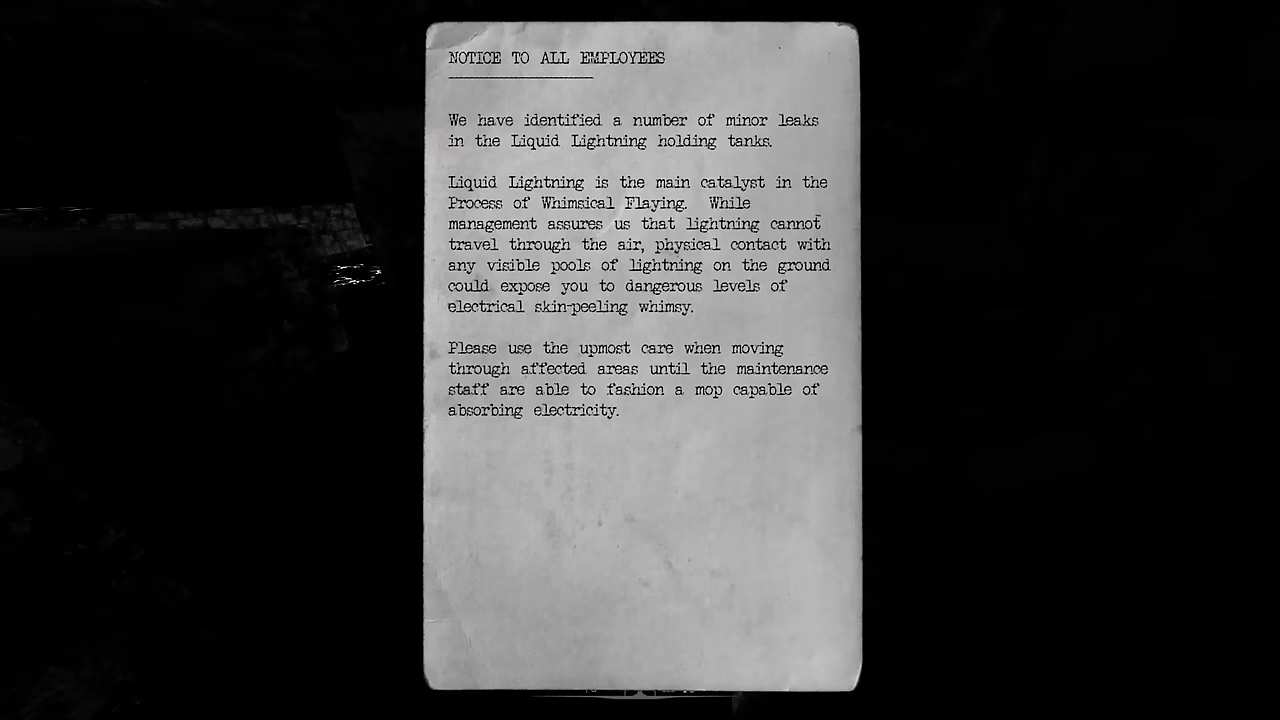 NOTICE TO ALL EMPLOYEES
We have identified a number of minor leaks
in the Liquid Lightning holding tanks.
Liquid Lightning is the main catalyst in the
Process of Whimsical Flaying. While
management assures us that lightning cannot
travel through the air, physical contact with
any visible pools of lightning on the ground
could expose you to dangerous levels of
electrical skin-peeling whimsy.
Please use the upmost care when moving
through affected areas until the maintenance
staff are able to fashion a mop capable of
absorbing electricity.